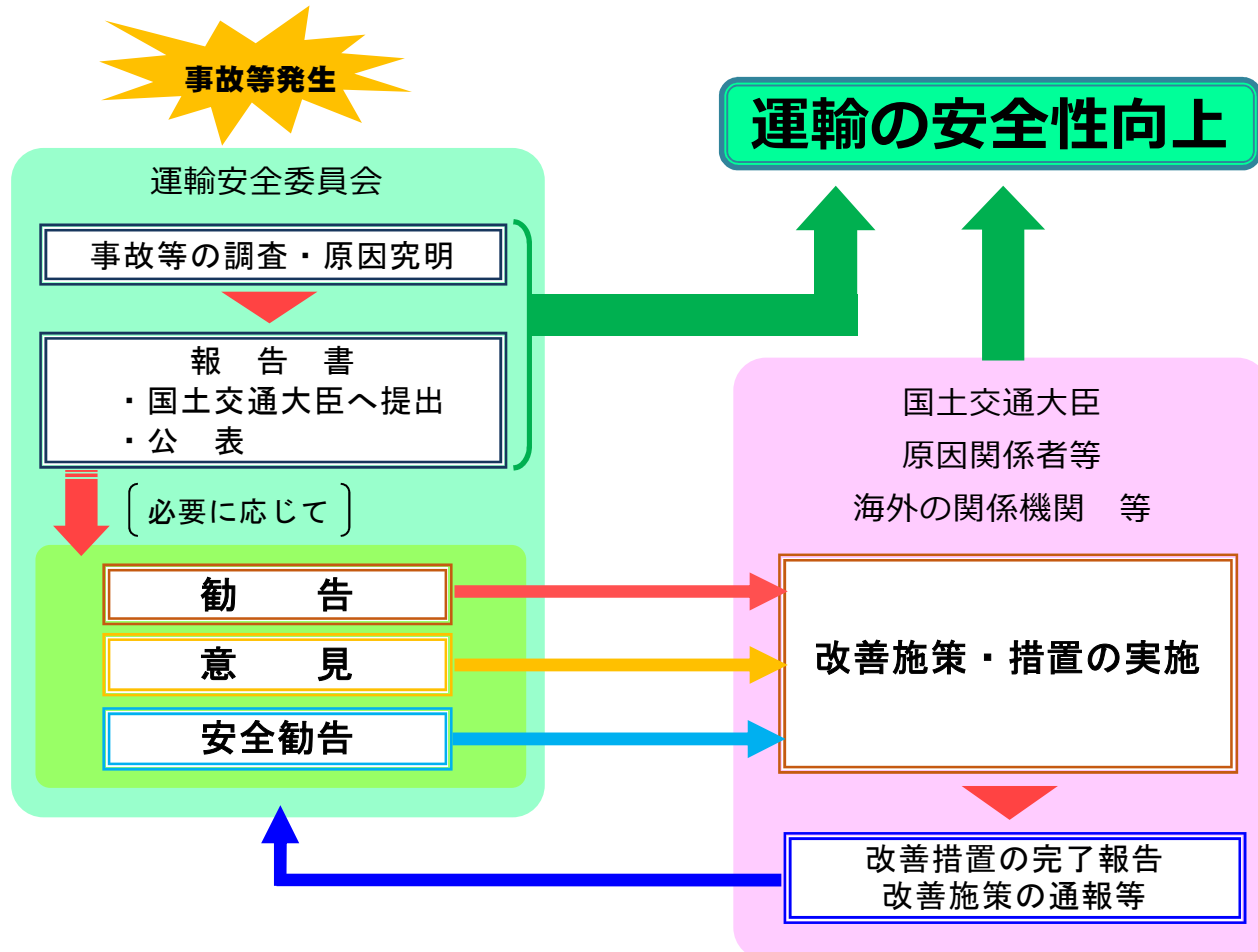 事故等発生
運輸の安全性向上
運輸安全委員会
事故等の調査・原因究明
報　告　書
・国土交通大臣へ提出
・公　表
必要に応じて
勧　　告
意　　見
安全勧告
国土交通大臣
原因関係者等
海外の関係機関　等
改善施策・措置の実施
改善措置の完了報告
改善施策の通報等